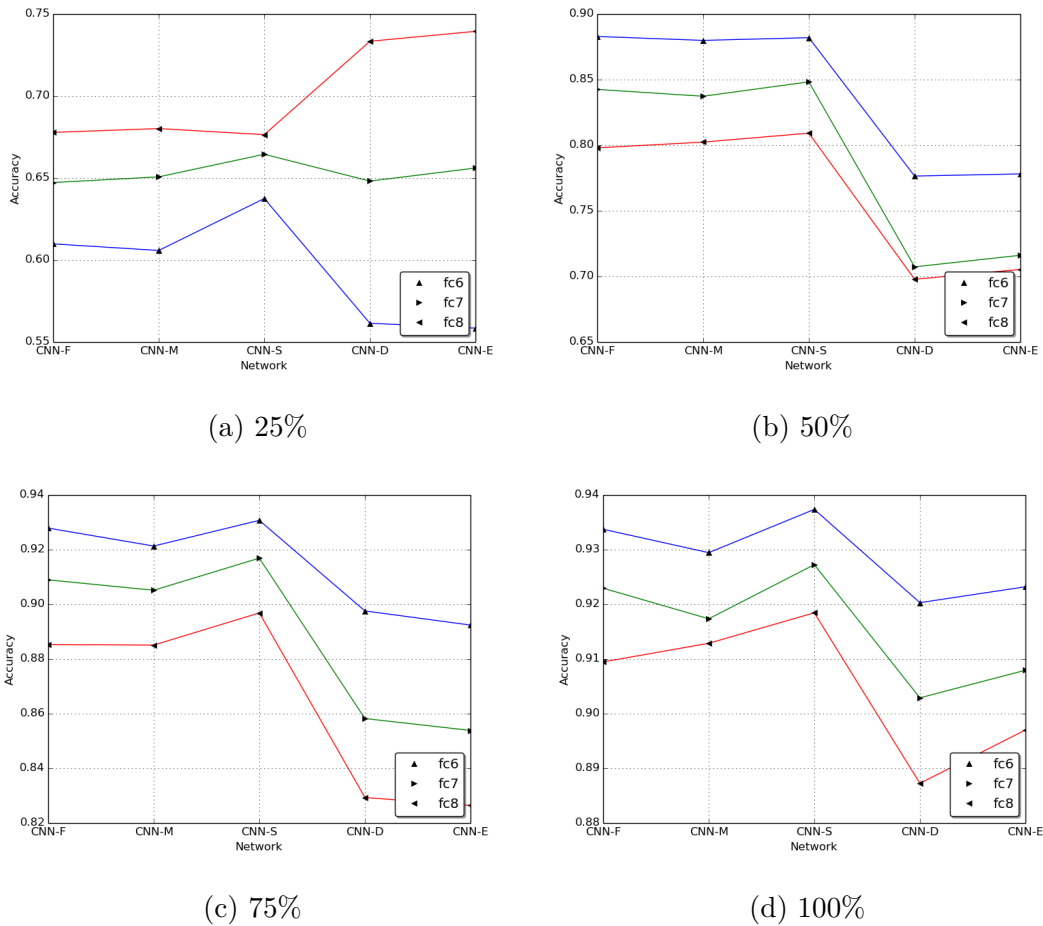 0.75
0.70
0.65
0.60
0.55
Accuracy
CNN-F CNN-M CNN-S CNN-D CNN-E
Network
fc6
fc7
fc8
(a) 25%
0.90
0.85
0.80
0.75
0.70
0.65
Accuracy
CNN-F CNN-M CNN-S CNN-D CNN-E
Network
fc6
fc7
fc8
(b) 50%
0.94
0.92
0.90
0.88
0.86
0.84
0.82
Accuracy
CNN-F CNN-M CNN-S CNN-D CNN-E
Network
fc6
fc7
fc8
(c) 75%
0.94
0.93
0.92
0.91
0.90
0.89
0.88
Accuracy
CNN-F CNN-M CNN-S CNN-D CNN-E
Network
fc6
fc7
fc8
(d) 100%